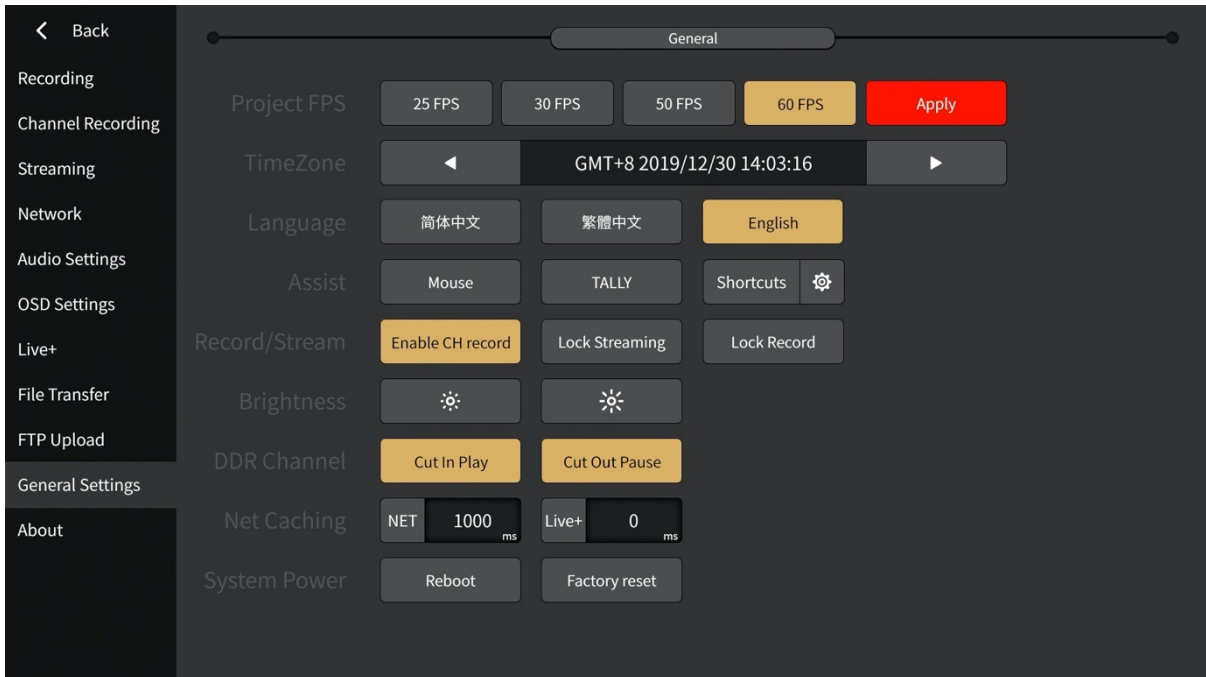 Back
General
Recording
Channel Recording
Streaming
Network
Audio Settings
OSD Settings
Live+
File Transfer
FTP Upload
General Settings
About
Project FPS 25 FPS 30 FPS 50 FPS 60 FPS Apply
TimeZone GMT+8 2019/12/30 14:03:16
Language 简体中文 繁體中文 English
Assist Mouse TALLY Shortcuts
Record/Stream Enable CH record Lock Streaming Lock Record
Brightness
DDR Channel Cut In Play Cut Out Pause
Net Caching NET 1000 ms Live+ 0 ms
System Power Reboot Factory reset